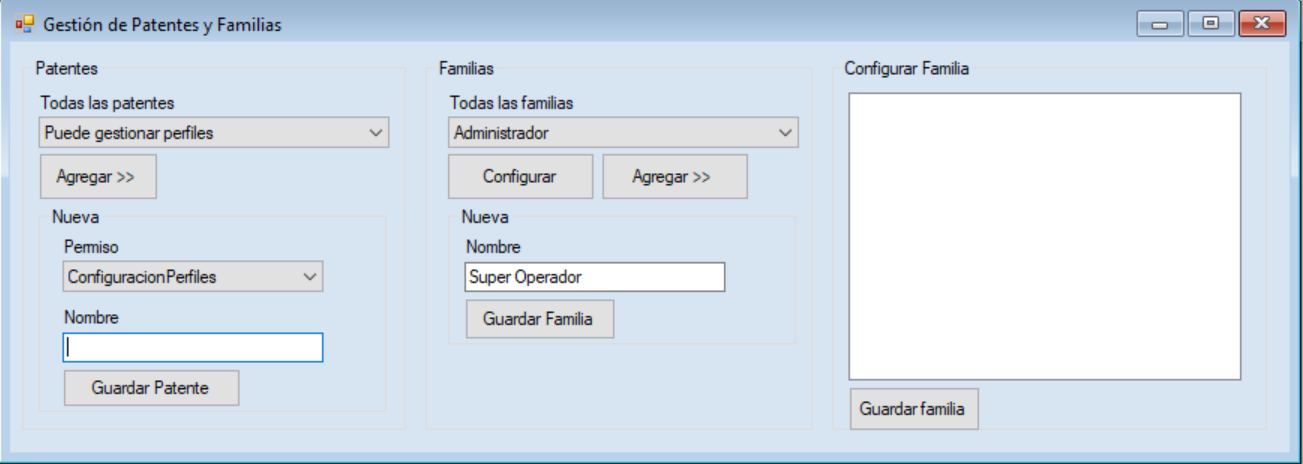 Gestión de Patentes y Familias
Patentes
Todas las patentes
Puede gestionar perfiles
Agregar >>
Nueva
Permiso
ConfiguracionPerfiles
Nombre
Guardar Patente
Familias
Todas las familias
Administrador
Configurar
Agregar >>
Nueva
Nombre
Super Operador
Guardar Familia
Configurar Familia
Guardar familia